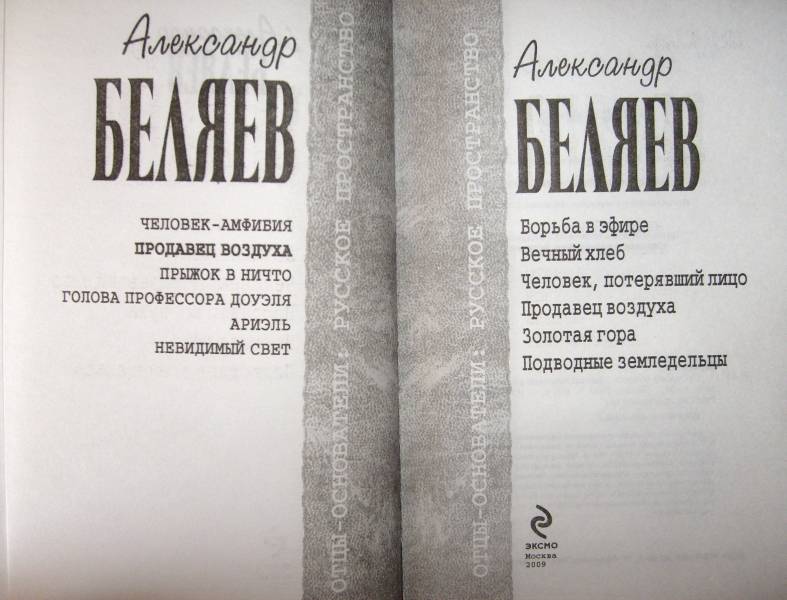 Александр
БЕЛЯЕВ
ЧЕЛОВЕК-АМФИБИЯ
ПРОДАВЕЦ ВОЗДУХА
ПРЫЖОК В НИЧТО
ГОЛОВА ПРОФЕССОРА ДОУЭЛЯ
АРИЭЛЬ
НЕВИДИМЫЙ СВЕТ
ОТЦЫ-ОСНОВАТЕЛИ: РУССКОЕ ПРОСТРАНСТВО
ОТЦЫ-ОСНОВАТЕЛИ: РУССКОЕ ПРОСТРАНСТВО
Александр
БЕЛЯЕВ
Борьба в эфире
Вечный хлеб
Человек, потерявший лицо
Продавец воздуха
Золотая гора
Подводные земледельцы
ЭКСМО
Москва
2009